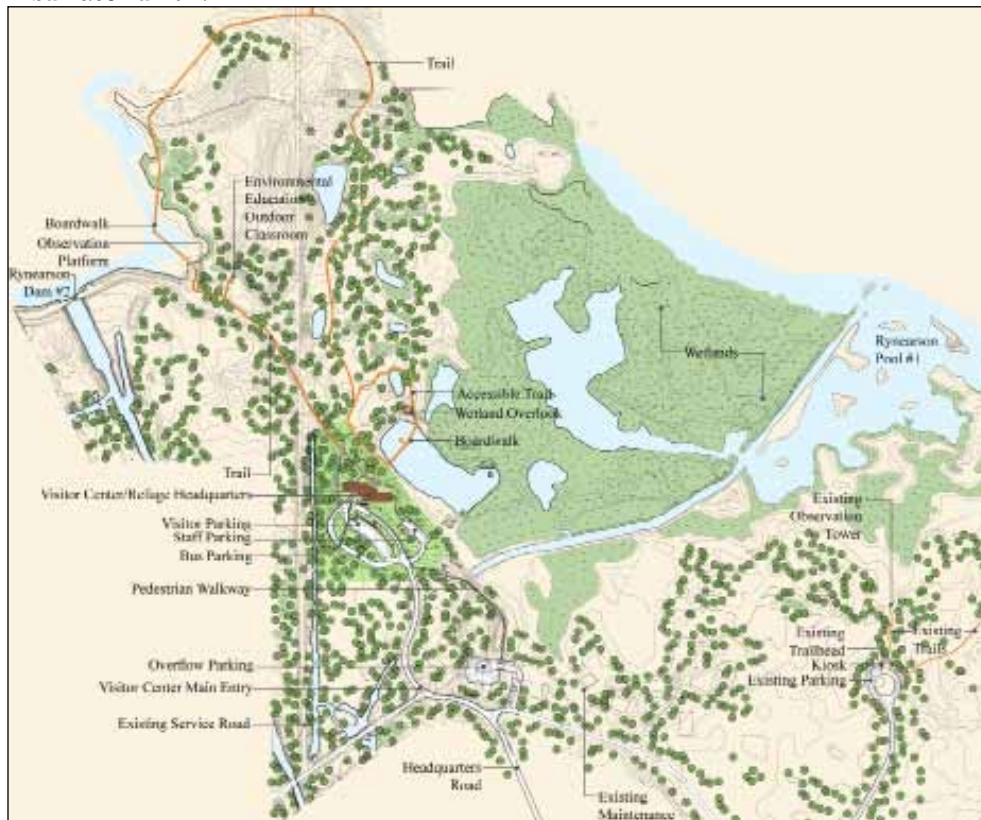 Trail
Environmental
Education
Outdoor
Classroom
Boardwalk
Observation
Platform
Rynearson
Dam #2
Rynearson
Pool #1
Wetlands
Accessible Trail
Wetland Overlook
Boardwalk
Trail
Visitor Center/Refuge Headquarters
Visitor Parking
Staff Parking
Bus Parking
Pedestrian Walkway
Existing
Observation
Tower
Overflow Parking
Visitor Center Main Entry
Existing Service Road
Existing
Trailhead
Kiosk
Existing Parking
Existing
Trails
Headquarters
Road
Existing
Maintenance